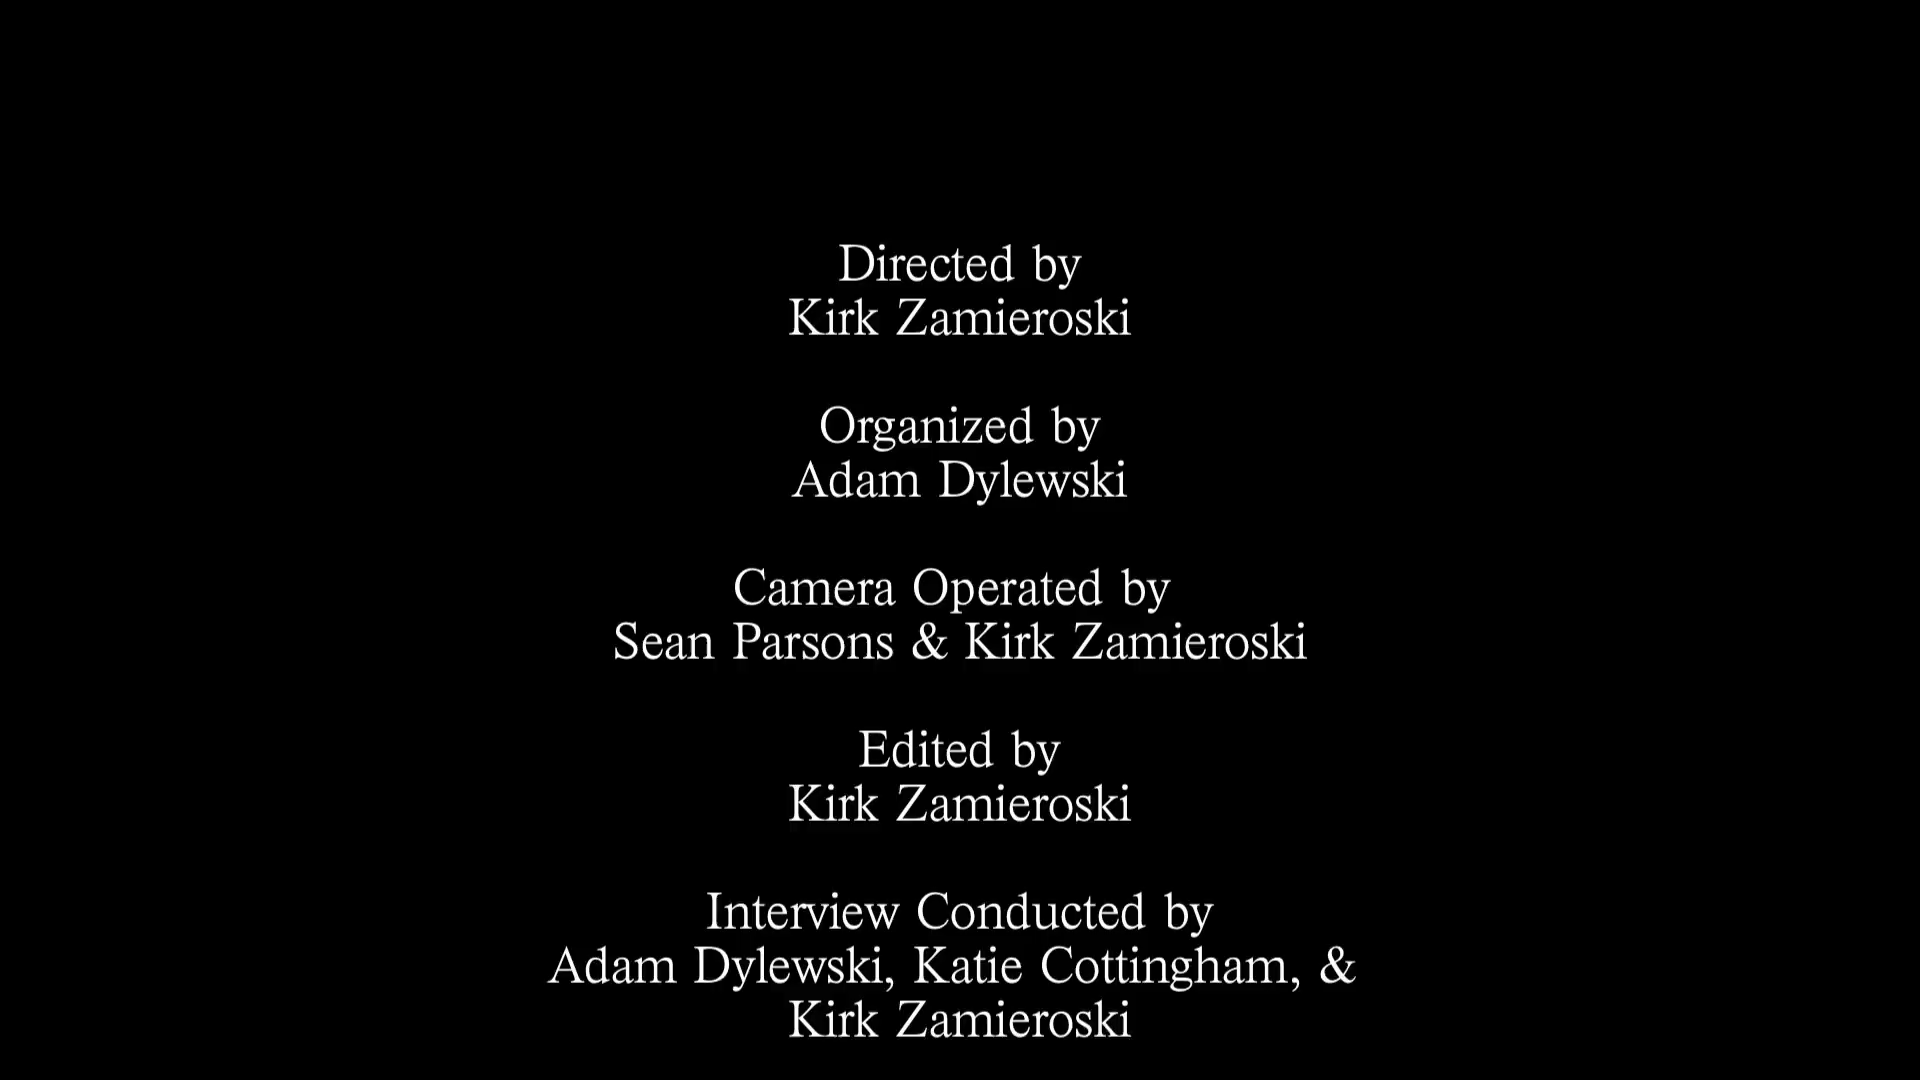 Directed by
Kirk Zamieroski
Organized by
Adam Dylewski
Camera Operated by
Sean Parsons & Kirk Zamieroski
Edited by
Kirk Zamieroski
Interview Conducted by
Adam Dylewski, Katie Cottingham, &
Kirk Zamieroski